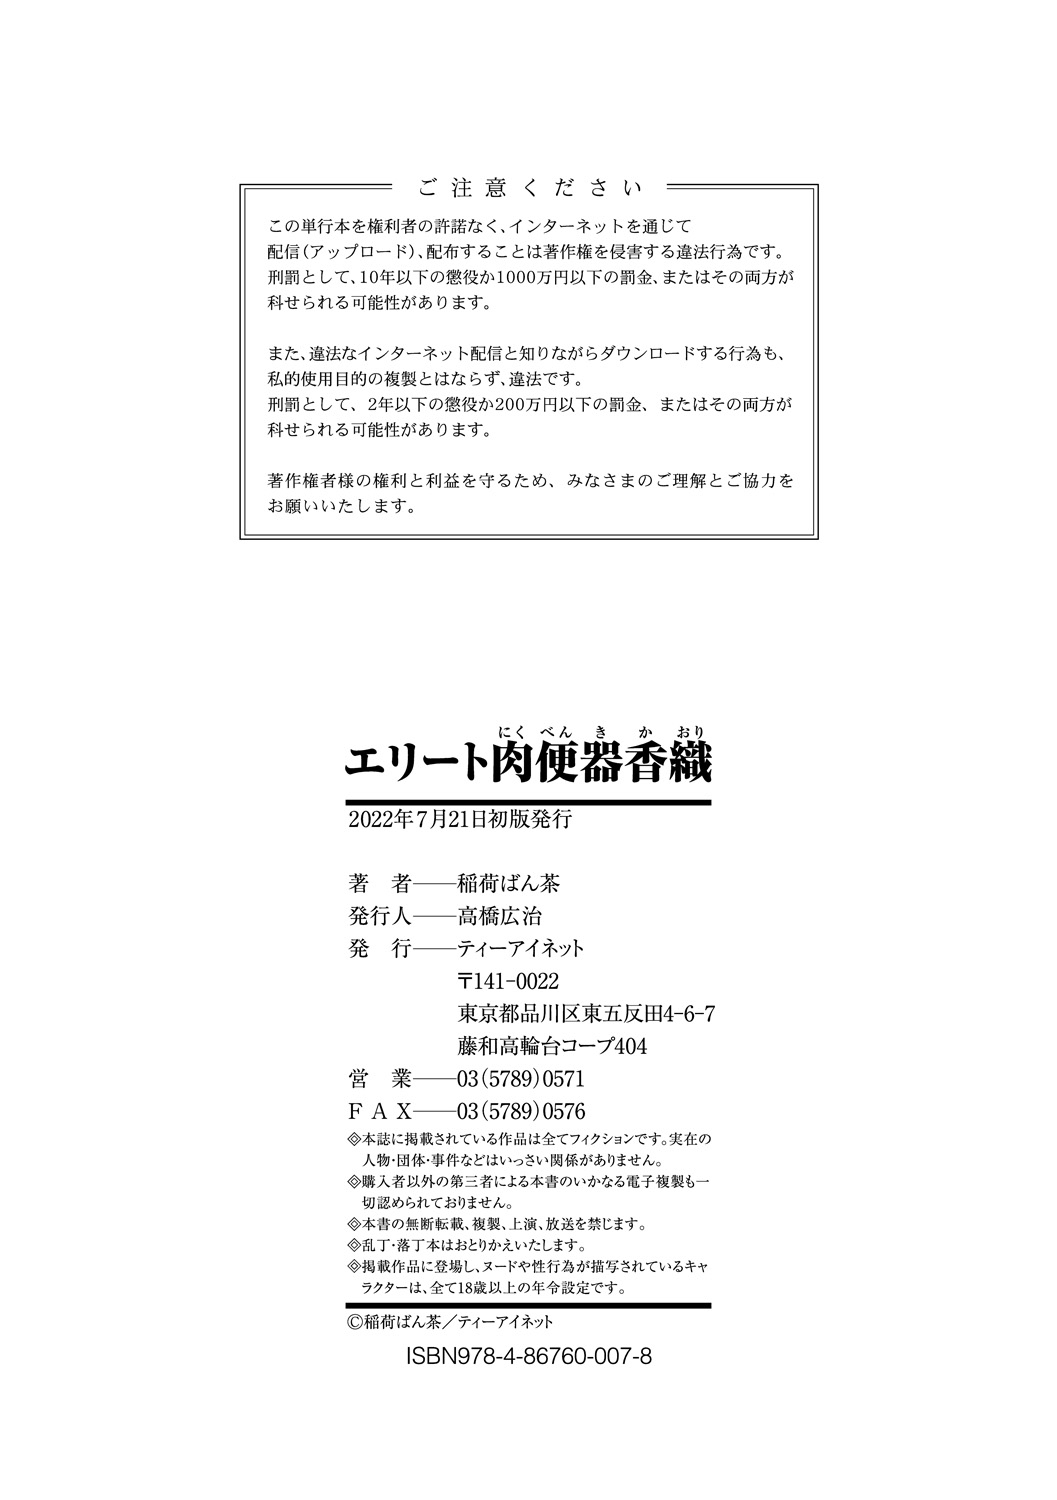 ご注意ください
この単行本を権利者の許諾なく、インターネットを通じて
配信(アップロード)、配布することは著作権を侵害する違法行為です。
刑罰として、10年以下の懲役か1000万円以下の罰金、またはその両方が
科せられる可能性があります。
また、違法なインターネット配信と知りながらダウンロードする行為も、
私的使用目的の複製とはならず、違法です。
刑罰として、2年以下の懲役か200万円以下の罰金、またはその両方が
科せられる可能性があります。
著作権者様の権利と利益を守るため、みなさまのご理解とご協力を
お願いいたします。
にくべんきかおり
エリート肉便器香織
2022年7月21日初版発行
著　者――稲荷ばん茶
発行人――高橋広治
発　行――ティーアイネット
〒141-0022
東京都品川区東五反田4-6-7
藤和高輪台コープ404
営　業――03(5789)0571
ＦＡＸ――03(5789)0576
◈本誌に掲載されている作品は全てフィクションです。実在の
人物・団体・事件などはいっさい関係がありません。
◈購入者以外の第三者による本書のいかなる電子複製も一
切認められておりません。
◈本書の無断転載、複製、上演、放送を禁じます。
◈乱丁・落丁本はおとりかえいたします。
◈掲載作品に登場し、ヌードや性行為が描写されているキャ
ラクターは、全て18歳以上の年令設定です。
Ⓒ稲荷ばん茶／ティーアイネット
ISBN978-4-86760-007-8